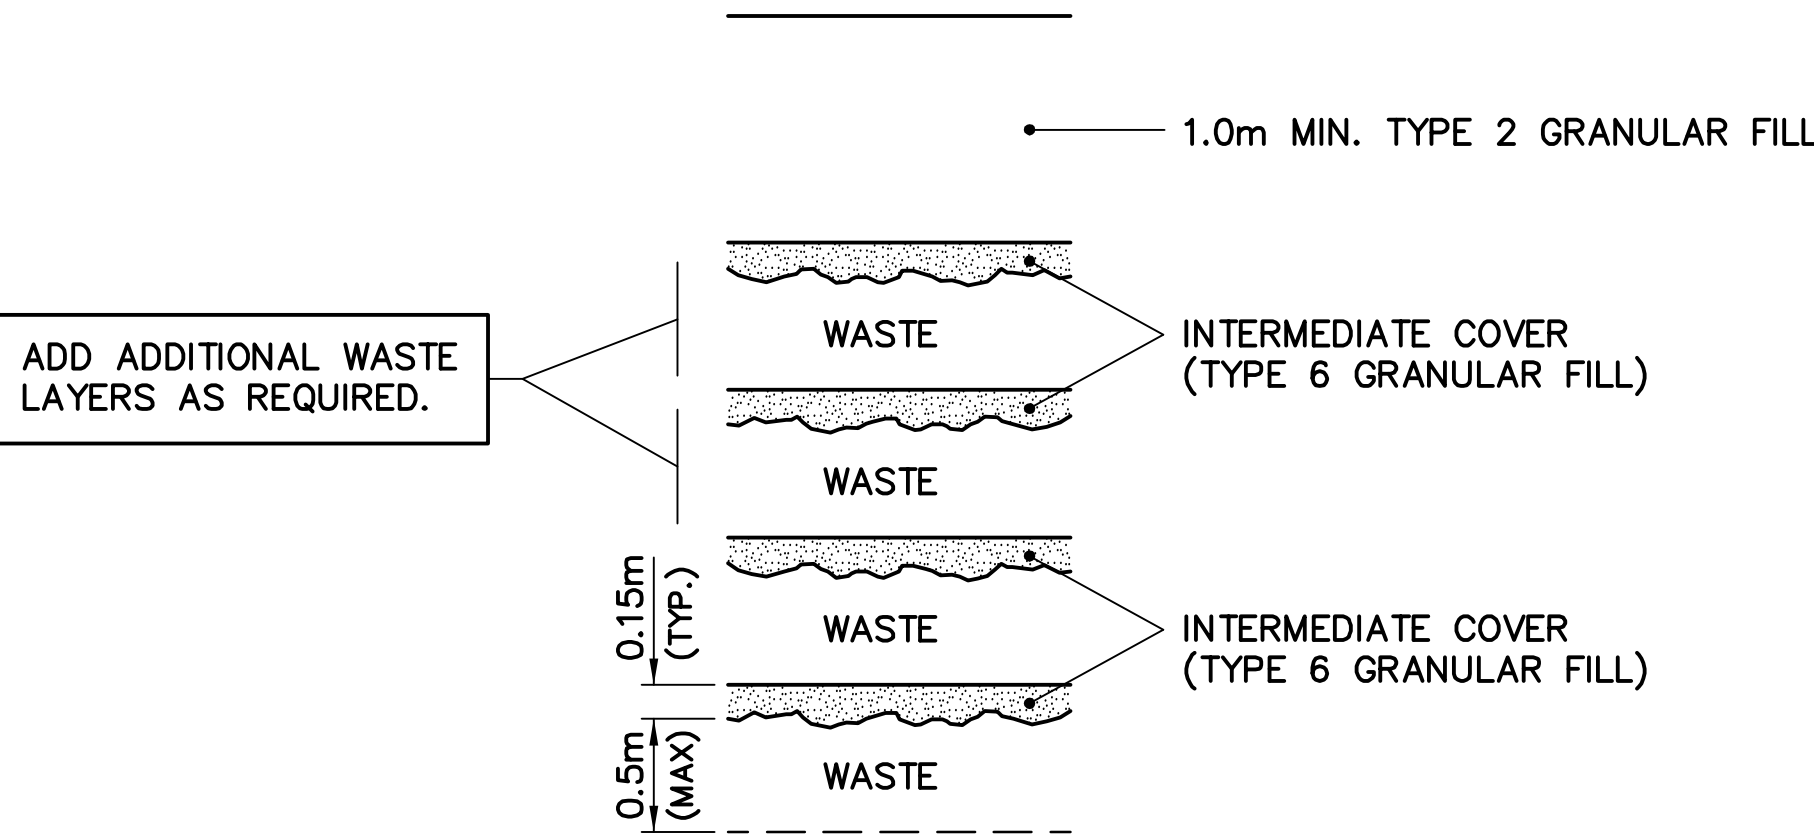 1.0m MIN. TYPE 2 GRANULAR FILL
WASTE
INTERMEDIATE COVER
(TYPE 6 GRANULAR FILL)
ADD ADDITIONAL WASTE
LAYERS AS REQUIRED.
WASTE
0.15m
(TYP.)
WASTE
INTERMEDIATE COVER
(TYPE 6 GRANULAR FILL)
0.5m
(MAX)
WASTE